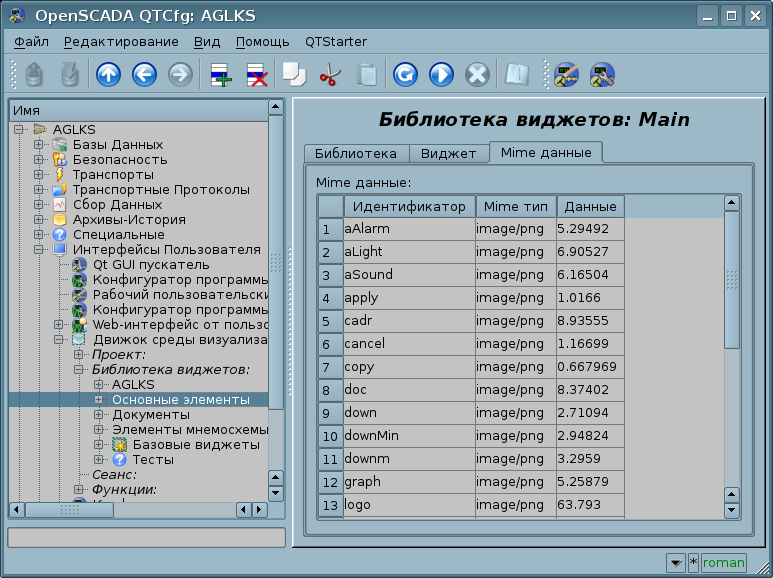 OpenSCADA QTCfg: AGLKS
Файл Редактирование Вид Помощь QTStarter
Имя
AGLKS
Базы Данных
Безопасность
Транспорты
Транспортные Протоколы
Сбор Данных
Архивы-История
Специальные
Интерфейсы Пользователя
Qt GUI пускатель
Конфигуратор программы
Рабочий пользовательски
Конфигуратор программы
Web-интерфейс от пользо
Движок среды визуализа
Проект:
Библиотека виджетов:
AGLKS
Основные элементы
Документы
Элементы мнемосхемы
Базовые виджеты
Тесты
Сеанс:
Функции:
Библиотека виджетов: Main
Библиотека Виджет Mime данные
Mime данные:
Идентификатор Mime тип Данные
1 aAlarm image/png 5.29492
2 aLight image/png 6.90527
3 aSound image/png 6.16504
4 apply image/png 1.0166
5 cadr image/png 8.93555
6 cancel image/png 1.16699
7 copy image/png 0.667969
8 doc image/png 8.37402
9 down image/png 2.71094
10 downMin image/png 2.94824
11 downm image/png 3.2959
12 graph image/png 5.25879
13 logo image/png 63.793
* roman